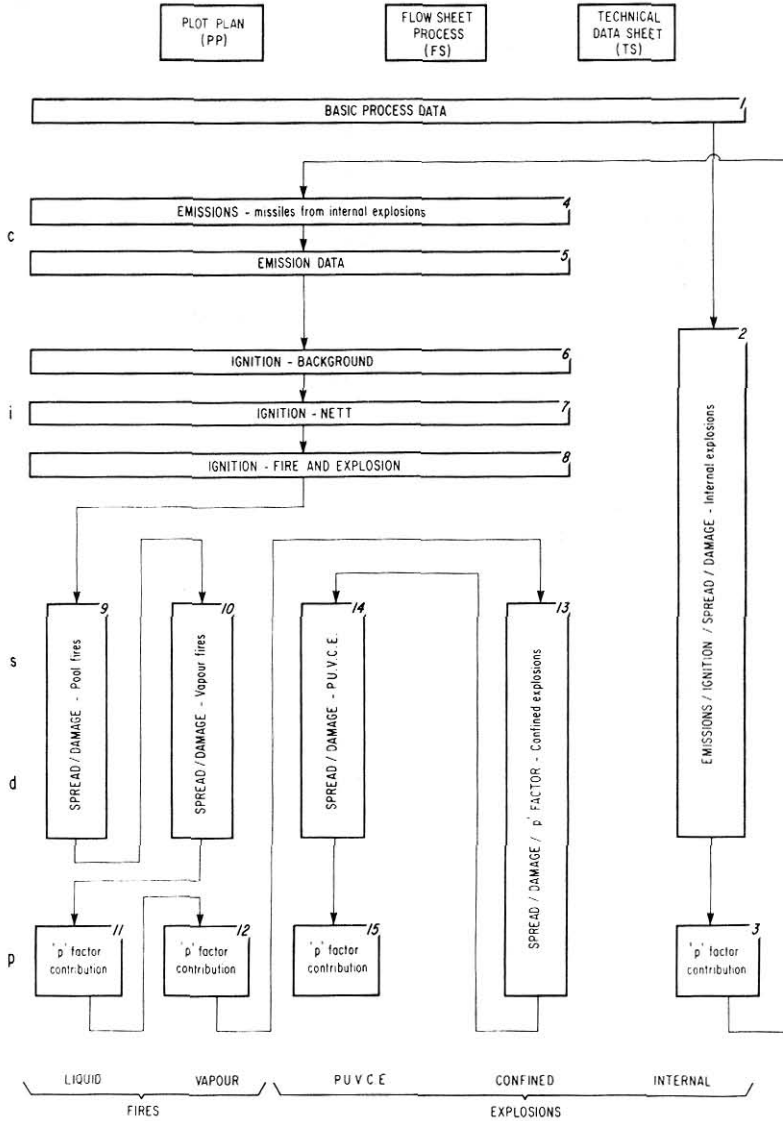 PLOT PLAN
(PP)
FLOW SHEET
PROCESS
(FS)
TECHNICAL
DATA SHEET
(TS)
1
BASIC PROCESS DATA
4
EMISSIONS - missiles from internal explosions
c
5
EMISSION DATA
2
EMISSIONS / IGNITION / SPREAD / DAMAGE - Internal explosions
6
IGNITION - BACKGROUND
i
7
IGNITION - NETT
8
IGNITION - FIRE AND EXPLOSION
9
SPREAD / DAMAGE - Pool fires
10
SPREAD / DAMAGE - Vapour fires
14
SPREAD / DAMAGE - P.U.V.C.E.
13
SPREAD / DAMAGE / 'p' FACTOR - Confined explosions
s
d
p
11
'p' factor
contribution
12
'p' factor
contribution
15
'p' factor
contribution
3
'p' factor
contribution
LIQUID
VAPOUR
P U V C E
CONFINED
INTERNAL
FIRES
EXPLOSIONS